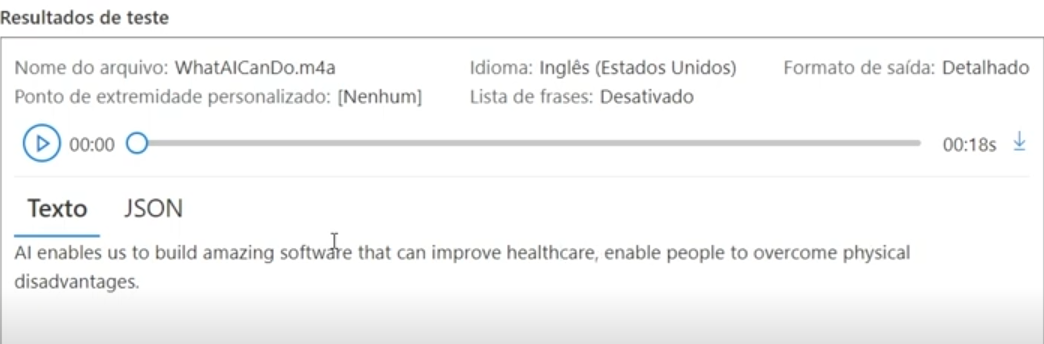 Resultados de teste
Nome do arquivo: WhatAICanDo.m4a Idioma: Inglês (Estados Unidos) Formato de saída: Detalhado
Ponto de extremidade personalizado: [Nenhum] Lista de frases: Desativado
00:00 00:18s
Texto JSON
AI enables us to build amazing software that can improve healthcare, enable people to overcome physical
disadvantages.